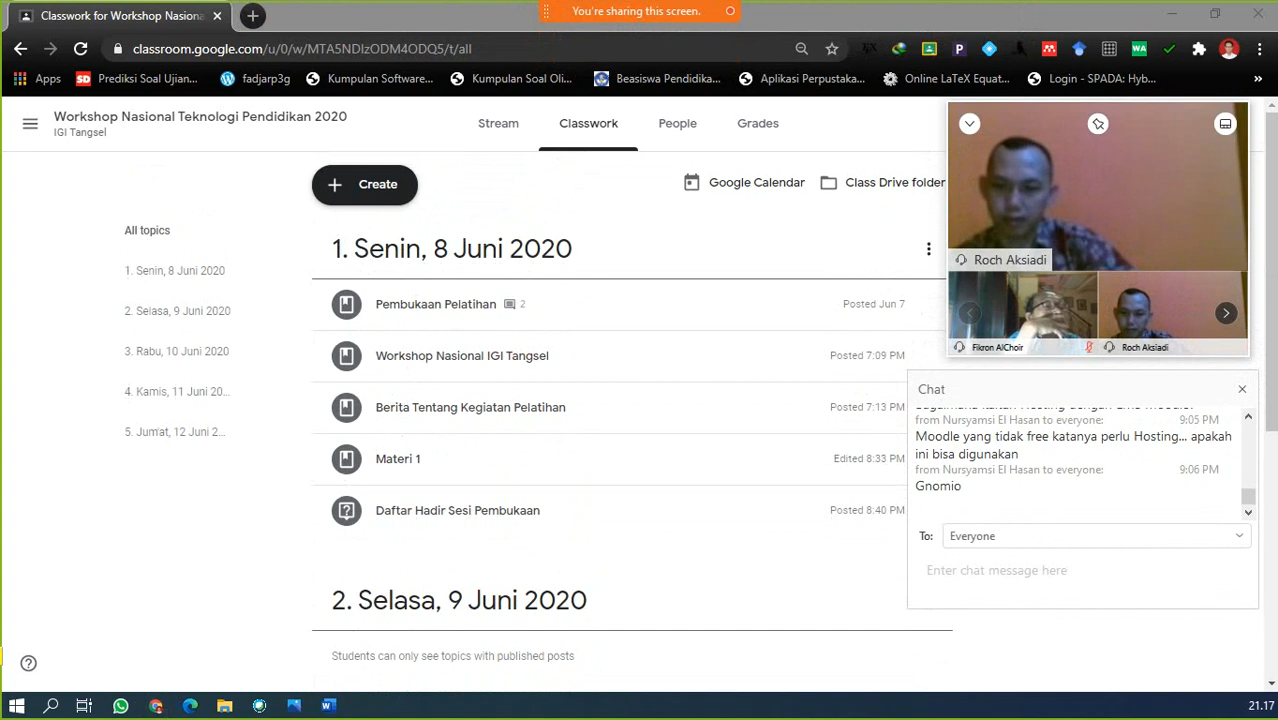 Classwork for Workshop Nasiona
You're sharing this screen.
classroom.google.com/u/0/w/MTA5NDIzODM4ODQ5/t/all
Apps
Prediksi Soal Ujian...
fadjarp3g
Kumpulan Software...
Kumpulan Soal Oli...
Beasiswa Pendidika...
Aplikasi Perpustaka...
Online LaTeX Equat...
Login - SPADA: Hyb...
Workshop Nasional Teknologi Pendidikan 2020
IGI Tangsel
Stream
Classwork
People
Grades
Create
Google Calendar
Class Drive folder
All topics
1. Senin, 8 Juni 2020
2. Selasa, 9 Juni 2020
3. Rabu, 10 Juni 2020
4. Kamis, 11 Juni 20...
5. Jum'at, 12 Juni 2...
1. Senin, 8 Juni 2020
Pembukaan Pelatihan 2 Posted Jun 7
Workshop Nasional IGI Tangsel Posted 7:09 PM
Berita Tentang Kegiatan Pelatihan Posted 7:13 PM
Materi 1 Edited 8:33 PM
Daftar Hadir Sesi Pembukaan Posted 8:40 PM
2. Selasa, 9 Juni 2020
Students can only see topics with published posts
Roch Aksiadi
Fikron AlChoir
Roch Aksiadi
Chat
from Nursyamsi El Hasan to everyone: 9:05 PM
Moodle yang tidak free katanya perlu Hosting... apakah
ini bisa digunakan
from Nursyamsi El Hasan to everyone: 9:06 PM
Gnomio
To: Everyone
Enter chat message here
21.17